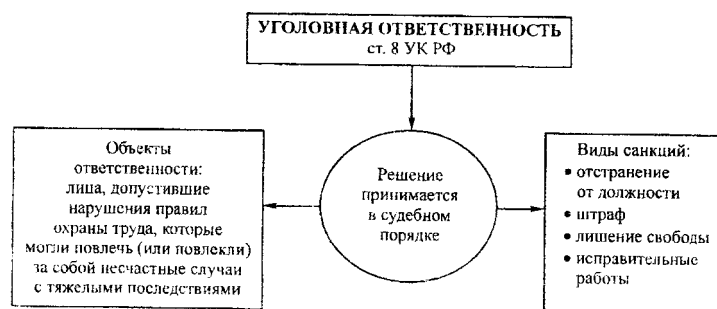 УГОЛОВНАЯ ОТВЕТСТВЕННОСТЬ
ст. 8 УК РФ
Объекты
ответственности:
лица, допустившие
нарушения правил
охраны труда, которые
могли повлечь (или повлекли)
за собой несчастные случаи
с тяжелыми последствиями
Решение
принимается
в судебном
порядке
Виды санкций:
• отстранение
от должности
• штраф
• лишение свободы
• исправительные
работы